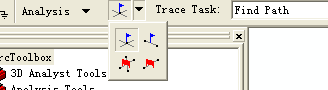 Analysis Trace Task: Find Path
rcToolbox
3D Analyst Tools
Analysis Tools